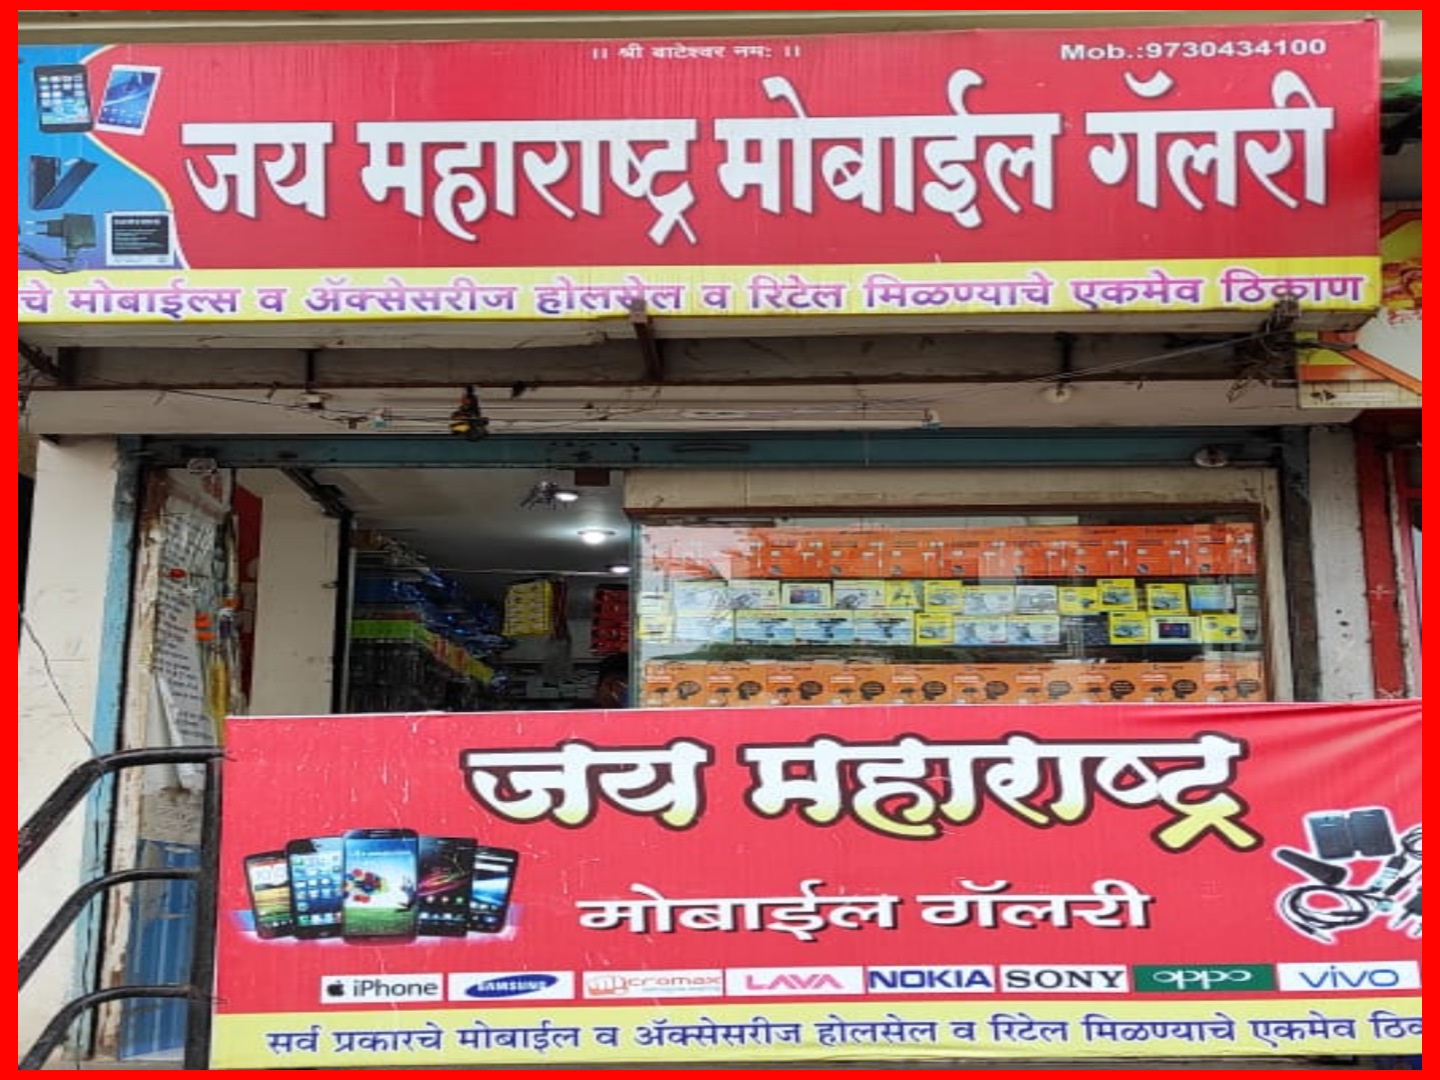 ।। श्री बाटेश्वर नमः ।।
Mob.:9730434100
जय महाराष्ट्र मोबाईल गॅलरी
चे मोबाईल्स व ॲक्सेसरीज होलसेल व रिटेल मिळण्याचे एकमेव ठिकाण
जय महाराष्ट्र
मोबाईल गॅलरी
iPhone SAMSUNG Micromax LAVA NOKIA SONY oppo vivo
सर्व प्रकारचे मोबाईल व ॲक्सेसरीज होलसेल व रिटेल मिळण्याचे एकमेव